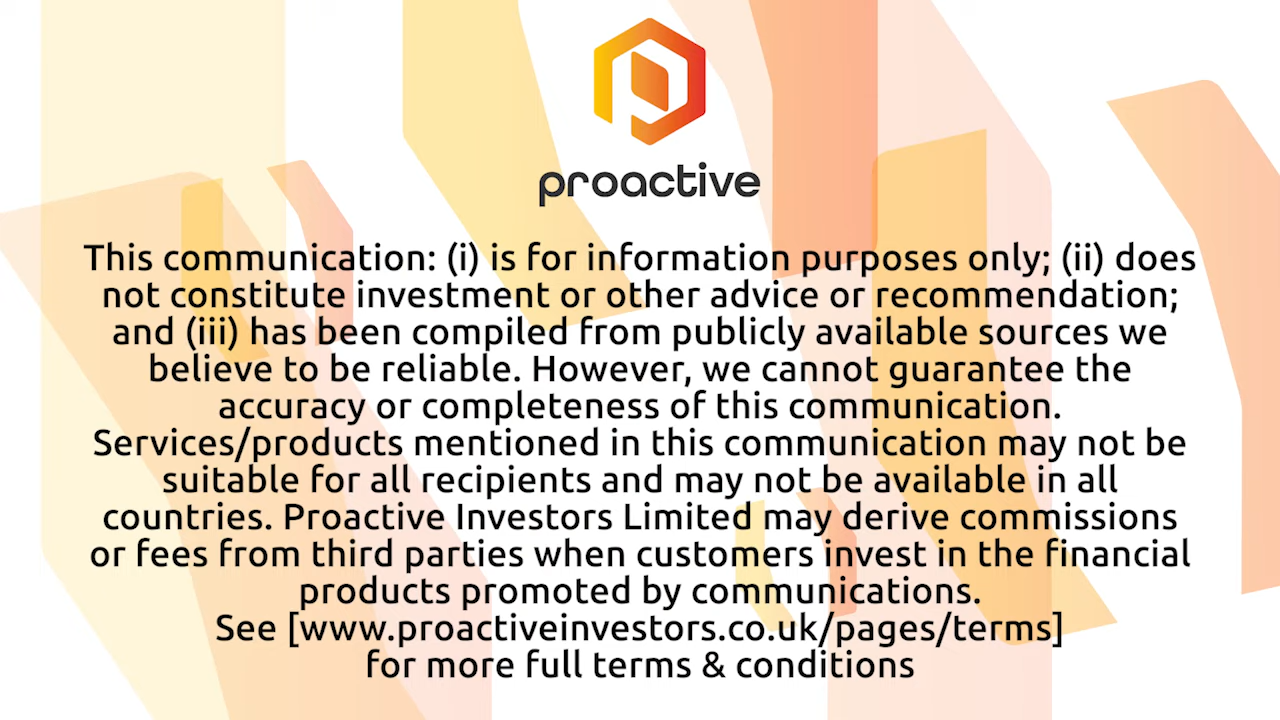 proactive
This communication: (i) is for information purposes only; (ii) does
not constitute investment or other advice or recommendation;
and (iii) has been compiled from publicly available sources we
believe to be reliable. However, we cannot guarantee the
accuracy or completeness of this communication.
Services/products mentioned in this communication may not be
suitable for all recipients and may not be available in all
countries. Proactive Investors Limited may derive commissions
or fees from third parties when customers invest in the financial
products promoted by communications.
See [www.proactiveinvestors.co.uk/pages/terms]
for more full terms & conditions